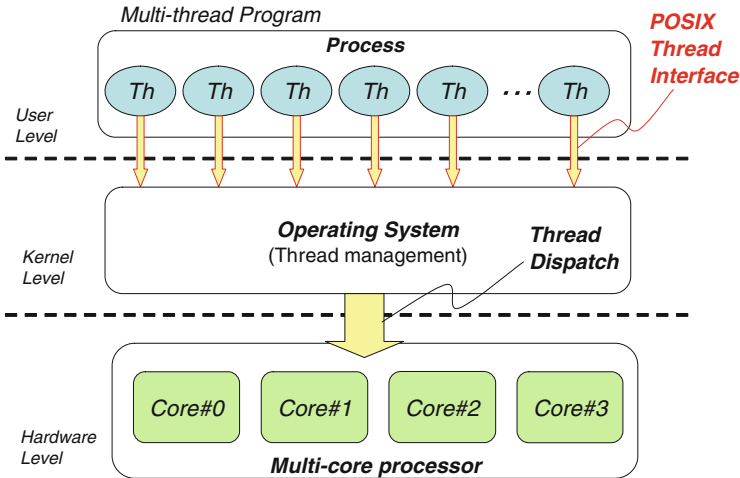 Multi-thread Program
Process
POSIX
Thread
Interface
Th Th Th Th Th ... Th
User
Level
Operating System
(Thread management)
Thread
Dispatch
Kernel
Level
Core#0 Core#1 Core#2 Core#3
Hardware
Level
Multi-core processor